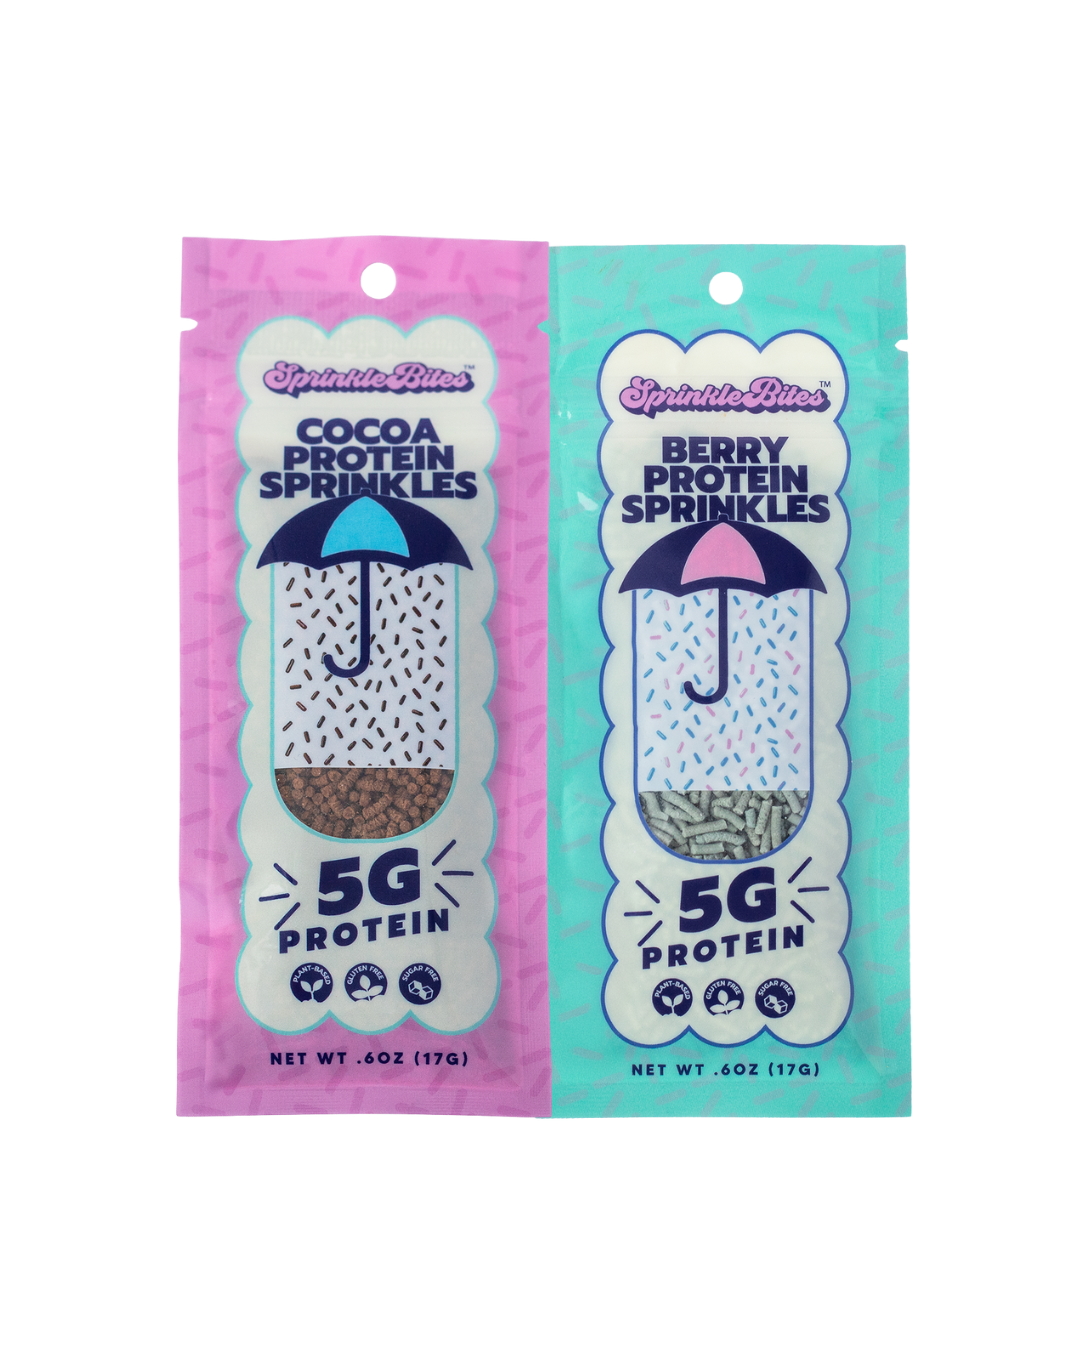 SprinkleBites™
COCOA
PROTEIN
SPRINKLES
5G
PROTEIN
PLANT-BASED
GLUTEN FREE
SUGAR FREE
NET WT .6OZ (17G)
SprinkleBites™
BERRY
PROTEIN
SPRINKLES
5G
PROTEIN
PLANT-BASED
GLUTEN FREE
SUGAR FREE
NET WT .6OZ (17G)